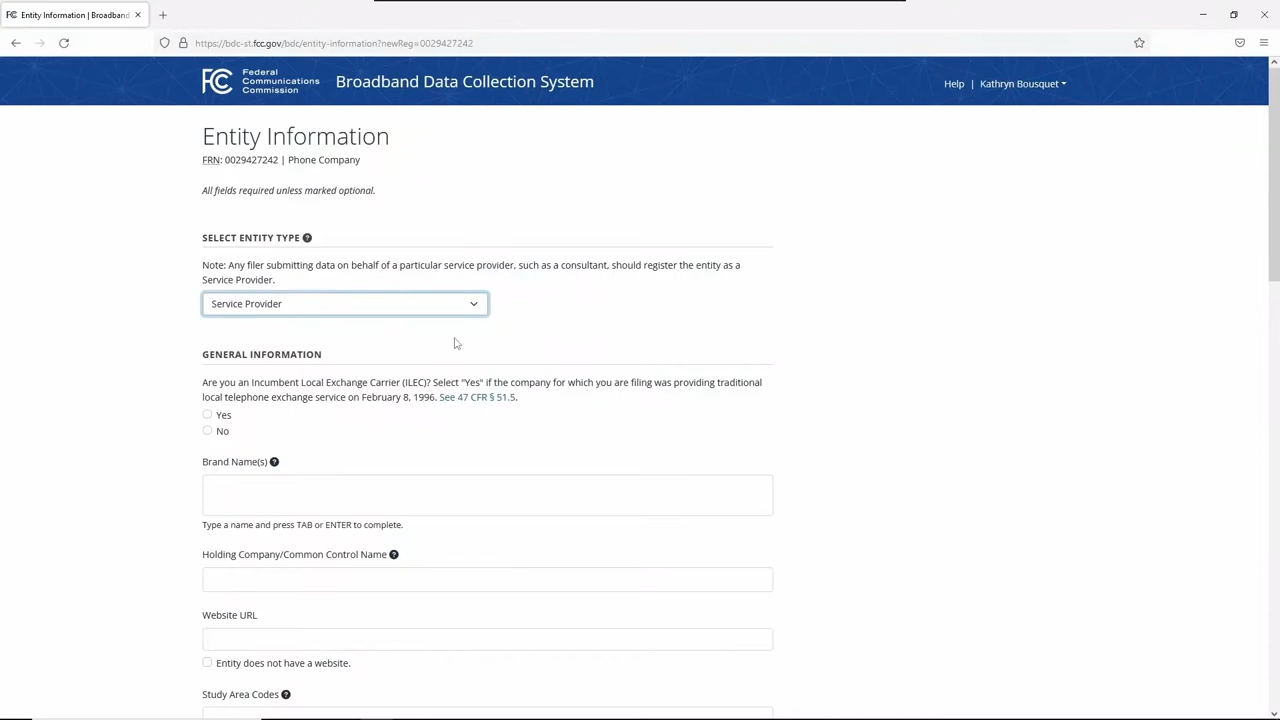 Entity Information | Broadband
https://bdc-st.fcc.gov/bdc/entity-information?newReg=0029427242
FCC
Federal
Communications
Commission
Broadband Data Collection System
Help | Kathryn Bousquet
Entity Information
FRN: 0029427242 | Phone Company
All fields required unless marked optional.
SELECT ENTITY TYPE ?
Note: Any filer submitting data on behalf of a particular service provider, such as a consultant, should register the entity as a
Service Provider.
Service Provider
GENERAL INFORMATION
Are you an Incumbent Local Exchange Carrier (ILEC)? Select "Yes" if the company for which you are filing was providing traditional
local telephone exchange service on February 8, 1996. See 47 CFR § 51.5.
Yes
No
Brand Name(s) ?
Type a name and press TAB or ENTER to complete.
Holding Company/Common Control Name ?
Website URL
Entity does not have a website.
Study Area Codes ?